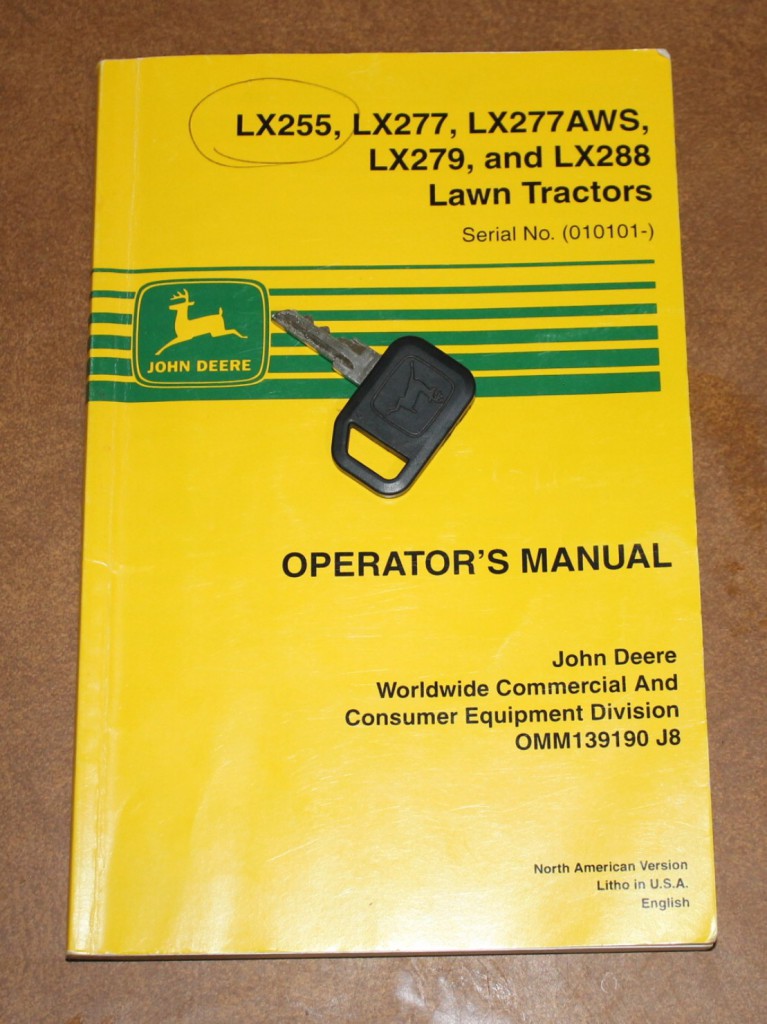 LX255, LX277, LX277AWS,
LX279, and LX288
Lawn Tractors
Serial No. (010101-)
JOHN DEERE
OPERATOR'S MANUAL
John Deere
Worldwide Commercial And
Consumer Equipment Division
OMM139190 J8
North American Version
Litho in U.S.A.
English